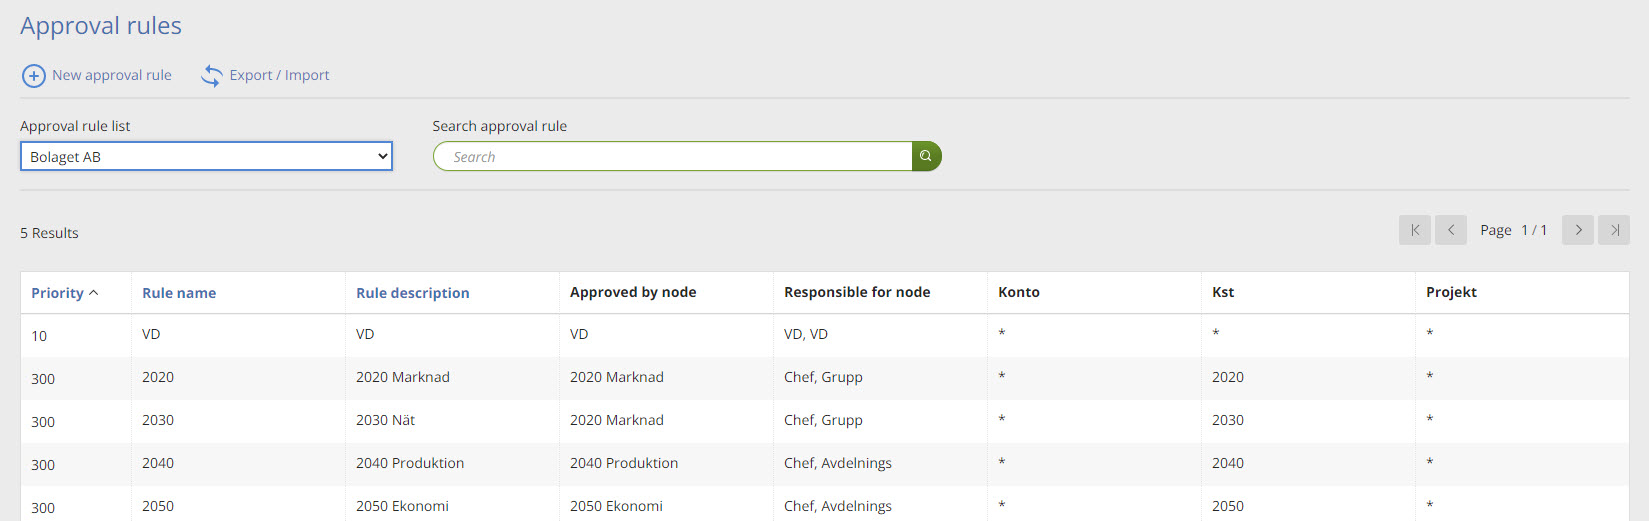 Approval rules
New approval rule Export / Import
Approval rule list Search approval rule
Bolaget AB Search
5 Results Page 1 / 1
Priority Rule name Rule description Approved by node Responsible for node Konto Kst Projekt
10 VD VD VD VD, VD * * *
300 2020 2020 Marknad 2020 Marknad Chef, Grupp * 2020 *
300 2030 2030 Nät 2020 Marknad Chef, Grupp * 2030 *
300 2040 2040 Produktion 2040 Produktion Chef, Avdelnings * 2040 *
300 2050 2050 Ekonomi 2050 Ekonomi Chef, Avdelnings * 2050 *